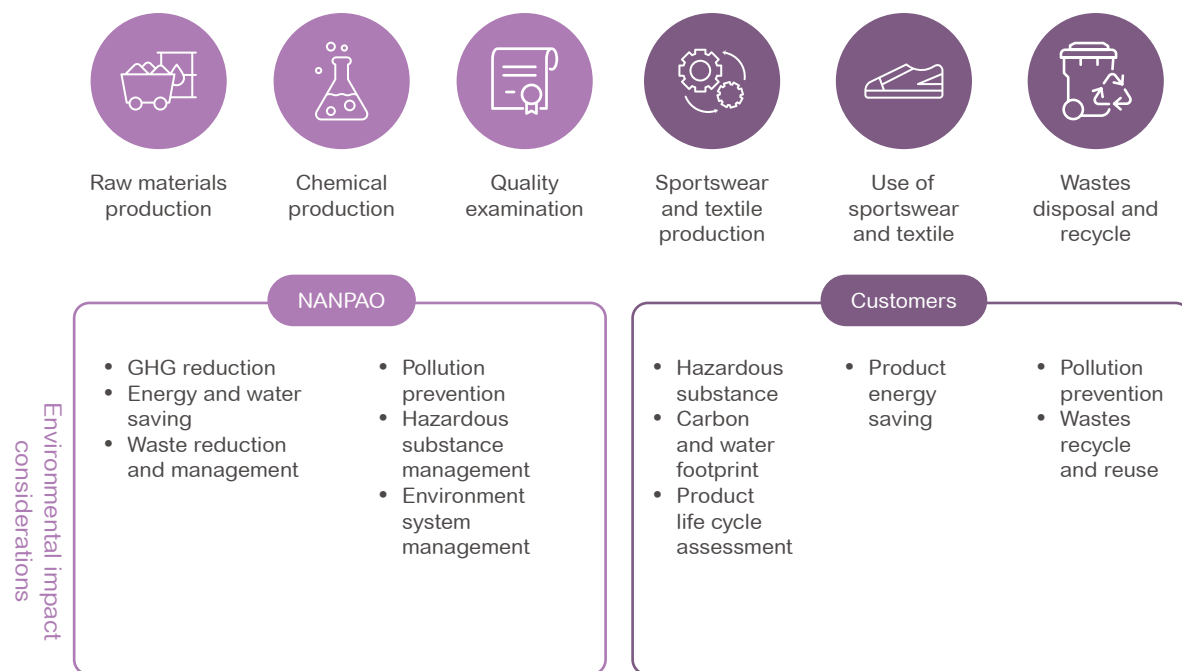 Raw materials
production
Chemical
production
Quality
examination
Sportswear
and textile
production
Use of
sportswear
and textile
Wastes
disposal and
recycle
NANPAO
Customers
Environmental impact
considerations
• GHG reduction
• Energy and water
saving
• Waste reduction
and management
• Pollution
prevention
• Hazardous
substance
management
• Environment
system
management
• Hazardous
substance
• Carbon
and water
footprint
• Product
life cycle
assessment
• Product
energy
saving
• Pollution
prevention
• Wastes
recycle
and reuse